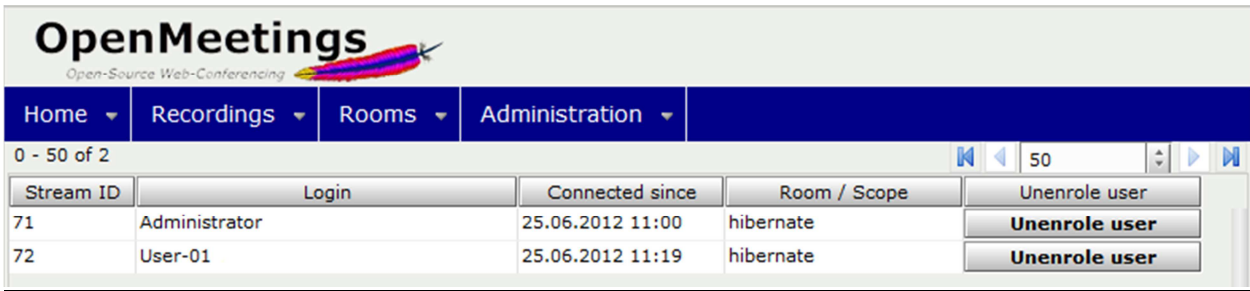 OpenMeetings
Open-Source Web-Conferencing
Home Recordings Rooms Administration
0 - 50 of 2 50
Stream ID Login Connected since Room / Scope Unenrole user
71 Administrator 25.06.2012 11:00 hibernate Unenrole user
72 User-01 25.06.2012 11:19 hibernate Unenrole user